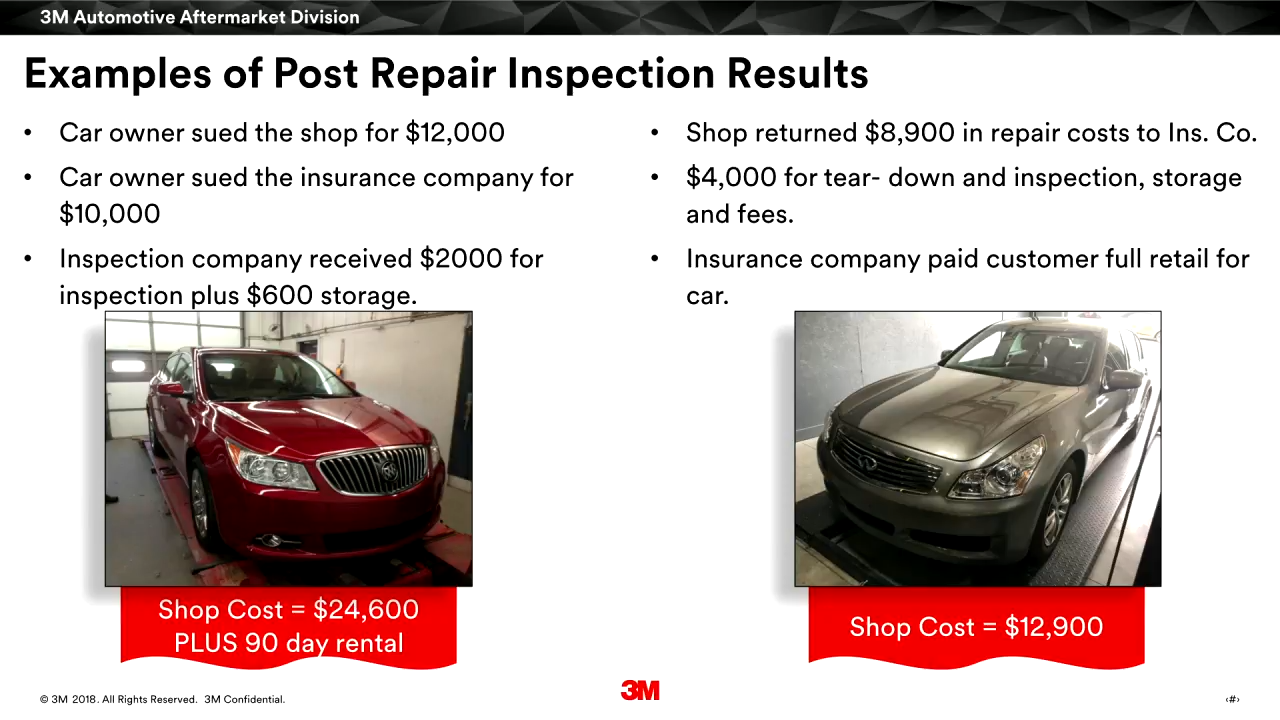 3M Automotive Aftermarket Division
Examples of Post Repair Inspection Results
• Car owner sued the shop for $12,000
• Car owner sued the insurance company for
$10,000
• Inspection company received $2000 for
inspection plus $600 storage.
Shop Cost = $24,600
PLUS 90 day rental
• Shop returned $8,900 in repair costs to Ins. Co.
• $4,000 for tear- down and inspection, storage
and fees.
• Insurance company paid customer full retail for
car.
Shop Cost = $12,900
© 3M 2018. All Rights Reserved. 3M Confidential.
3M
‹#›